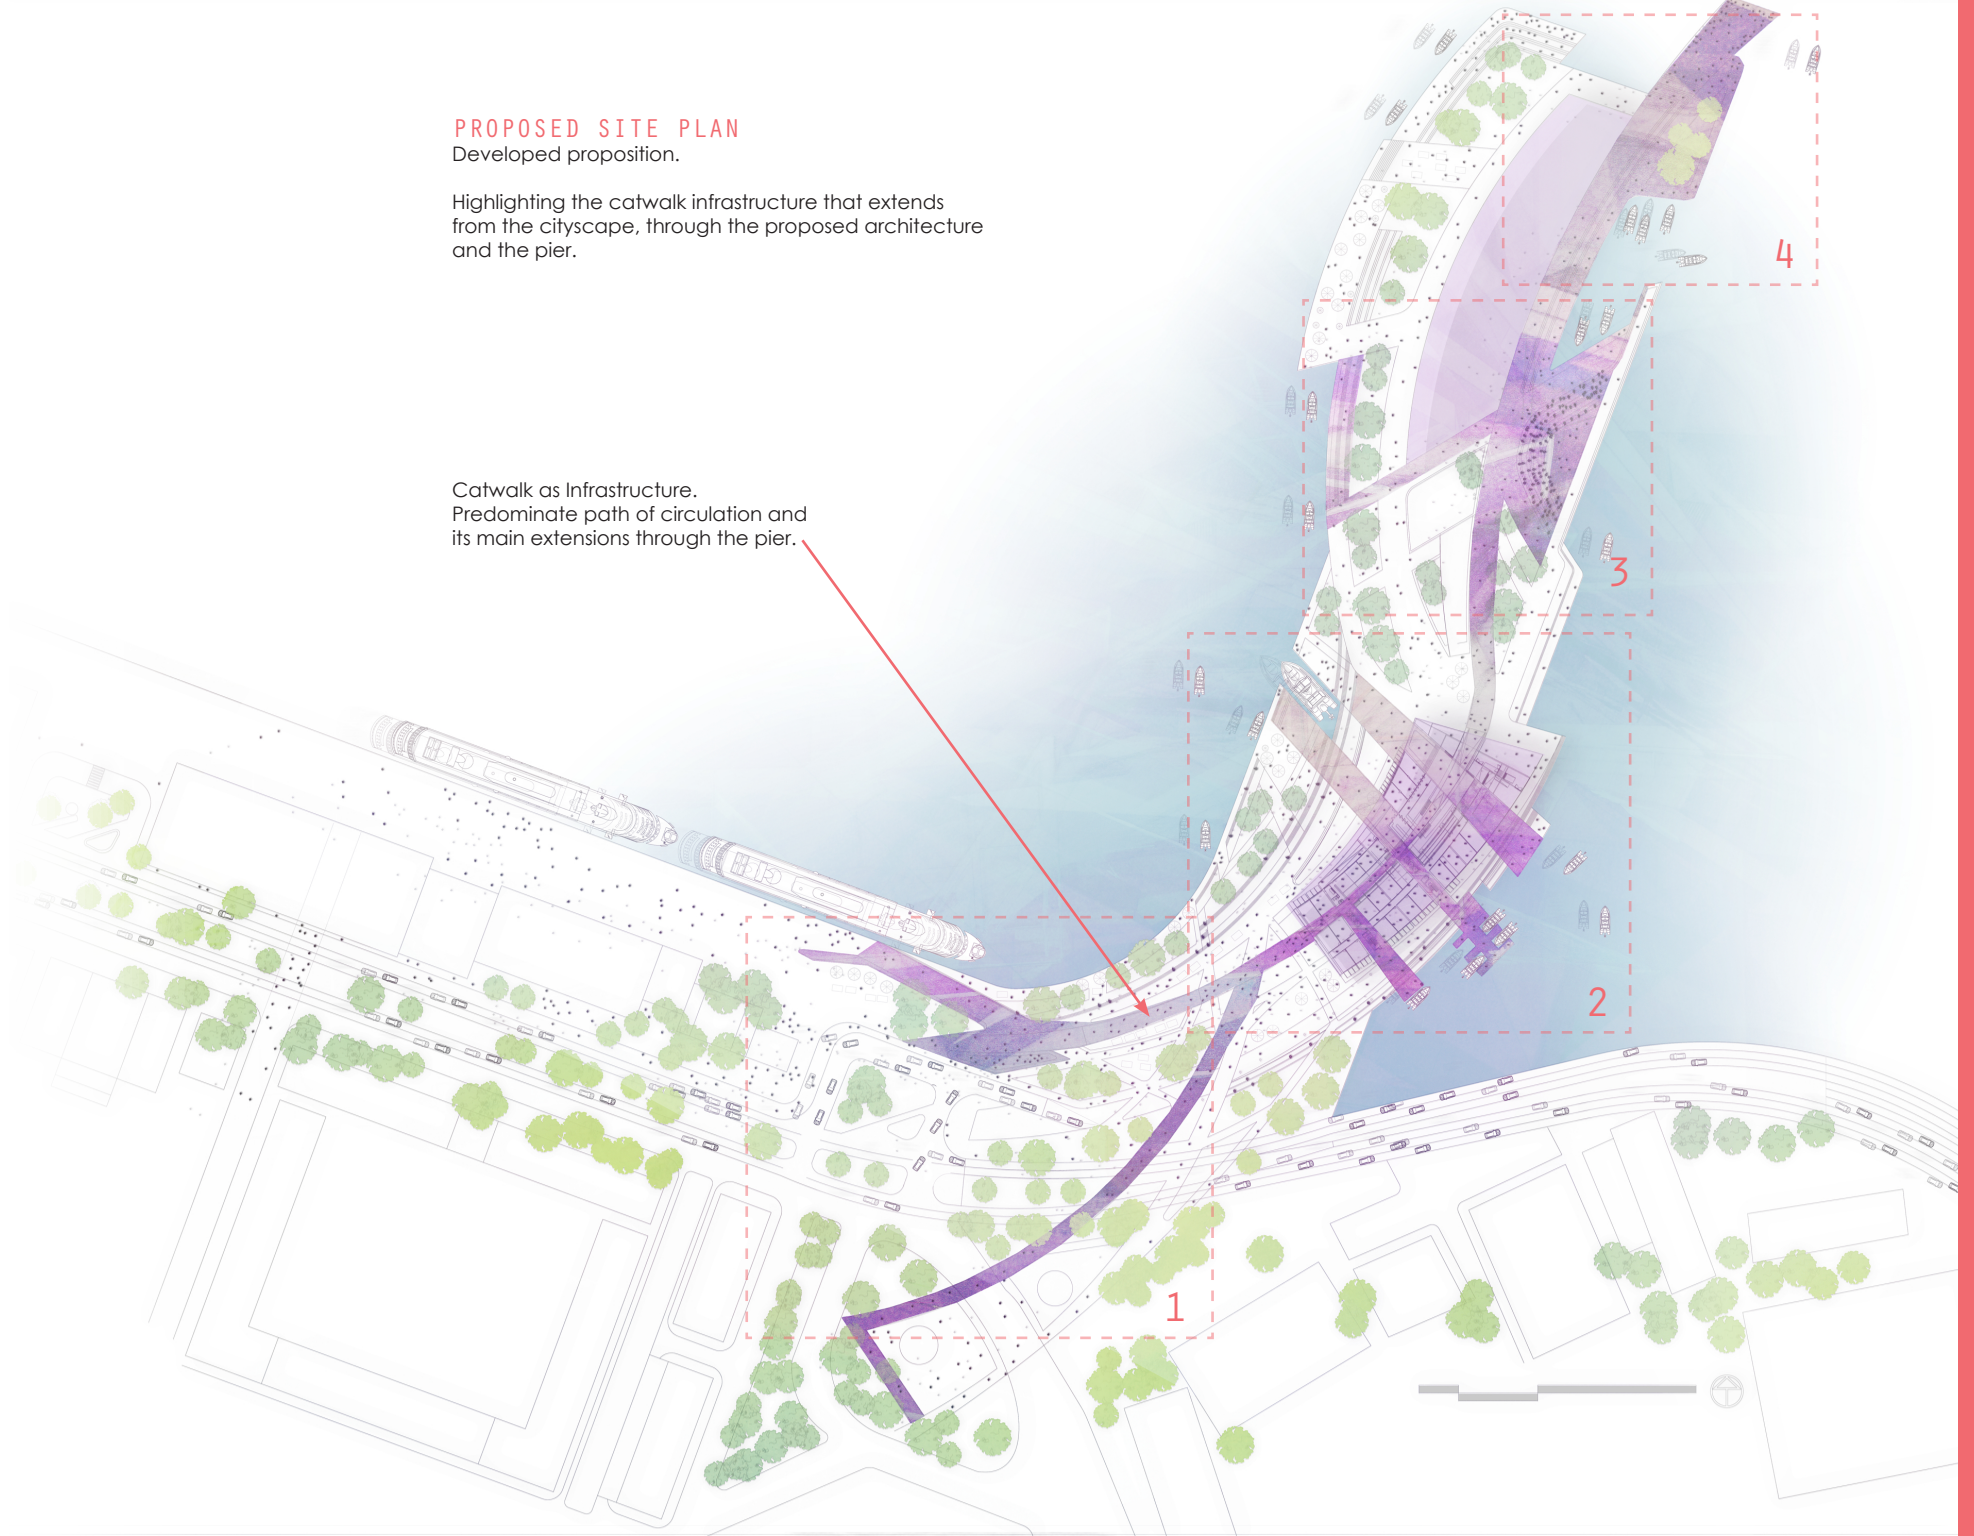 PROPOSED SITE PLAN
Developed proposition.
Highlighting the catwalk infrastructure that extends
from the cityscape, through the proposed architecture
and the pier.
4
Catwalk as Infrastructure.
Predominate path of circulation and
its main extensions through the pier.
3
2
1